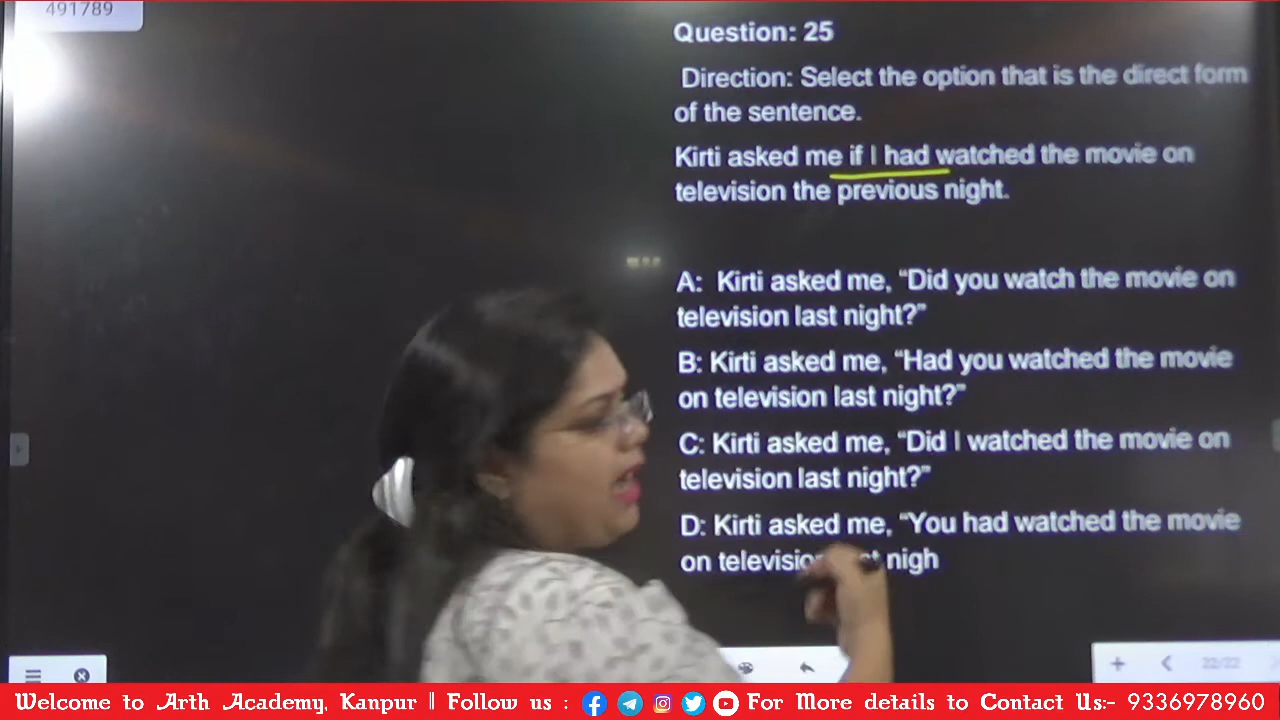 491789
Question: 25
Direction: Select the option that is the direct form
of the sentence.
Kirti asked me if I had watched the movie on
television the previous night.
A: Kirti asked me, “Did you watch the movie on
television last night?”
B: Kirti asked me, “Had you watched the movie
on television last night?”
C: Kirti asked me, “Did I watched the movie on
television last night?”
D: Kirti asked me, “You had watched the movie
on nigh
22/22
Welcome to Arth Academy, Kanpur || Follow us : For More details to Contact Us:- 9336978960